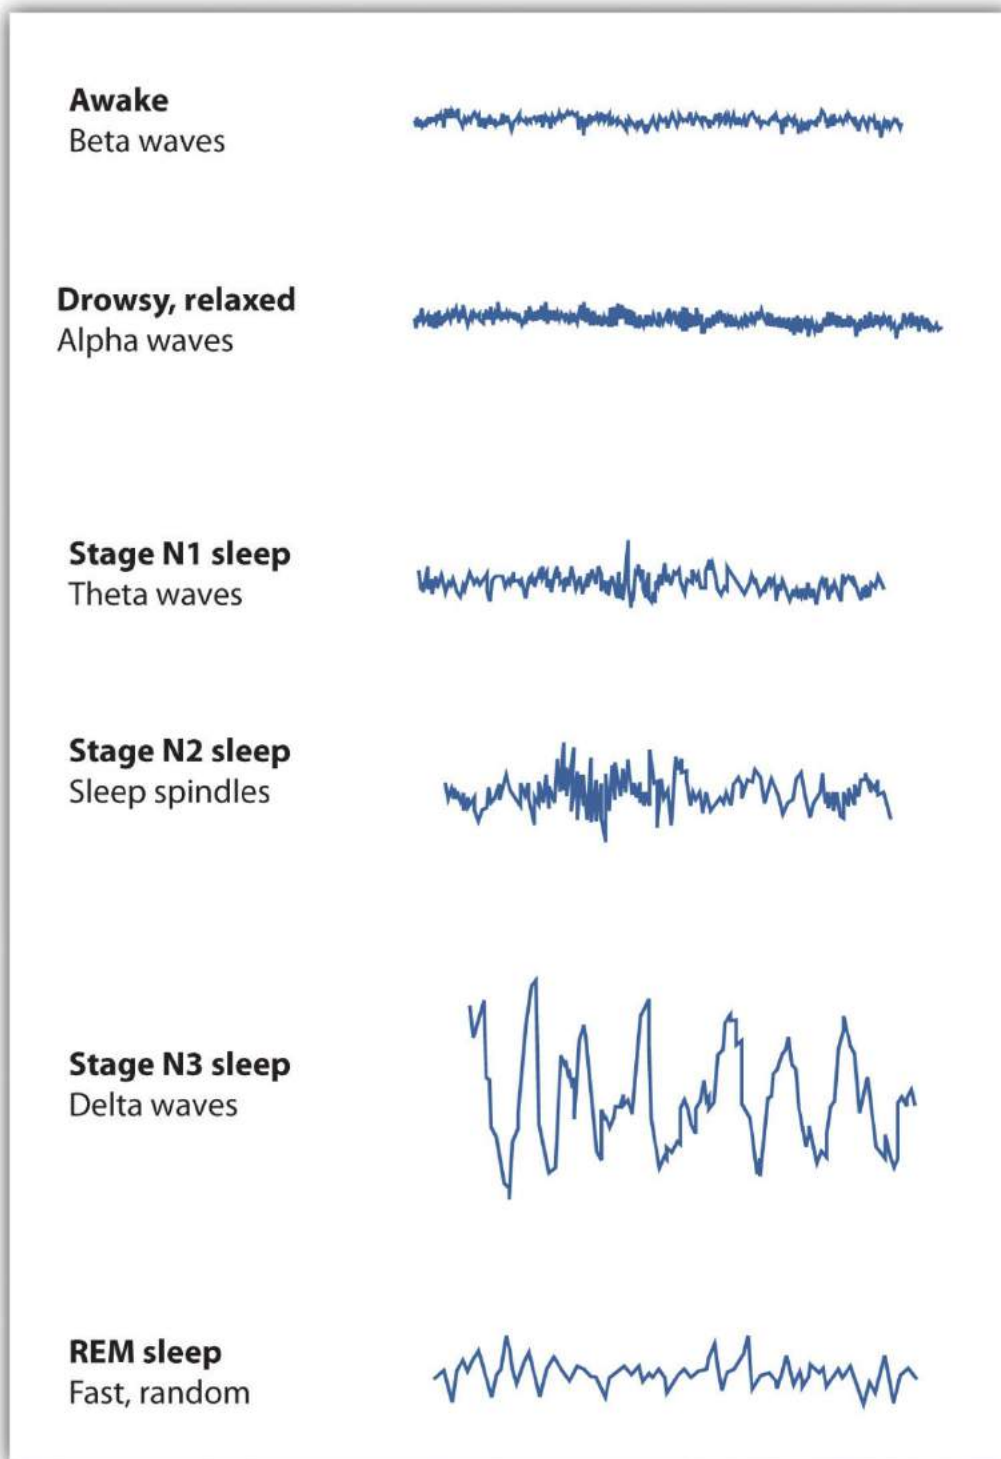 Awake
Beta waves
Drowsy, relaxed
Alpha waves
Stage N1 sleep
Theta waves
Stage N2 sleep
Sleep spindles
Stage N3 sleep
Delta waves
REM sleep
Fast, random